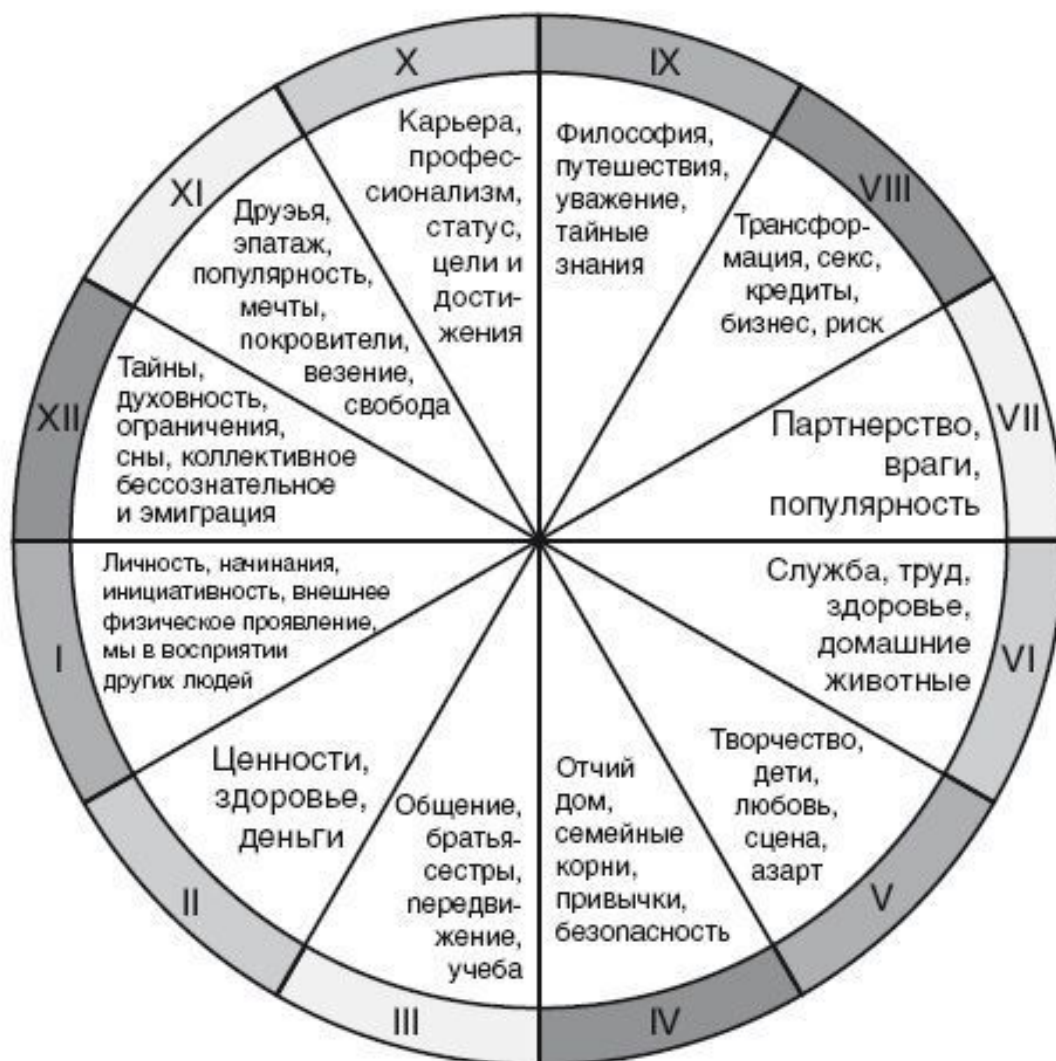 X
Карьера,
профес-
сионализм,
статус,
цели и
дости-
жения
IX
Философия,
путешествия,
уважение,
тайные
знания
VIII
Трансфор-
мация, секс,
кредиты,
бизнес, риск
VII
Партнерство,
враги,
популярность
VI
Служба, труд,
здоровье,
домашние
животные
V
Творчество,
дети,
любовь,
сцена,
азарт
IV
Отчий
дом,
семейные
корни,
привычки,
безопасность
III
Общение,
братья-
сестры,
передви-
жение,
учеба
II
Ценности,
здоровье,
деньги
I
Личность, начинания,
инициативность, внешнее
физическое проявление,
мы в восприятии
других людей
XII
Тайны,
духовность,
ограничения,
сны, коллективное
бессознательное
и эмиграция
XI
Друзья,
эпатаж,
популярность,
мечты,
покровители,
везение,
свобода